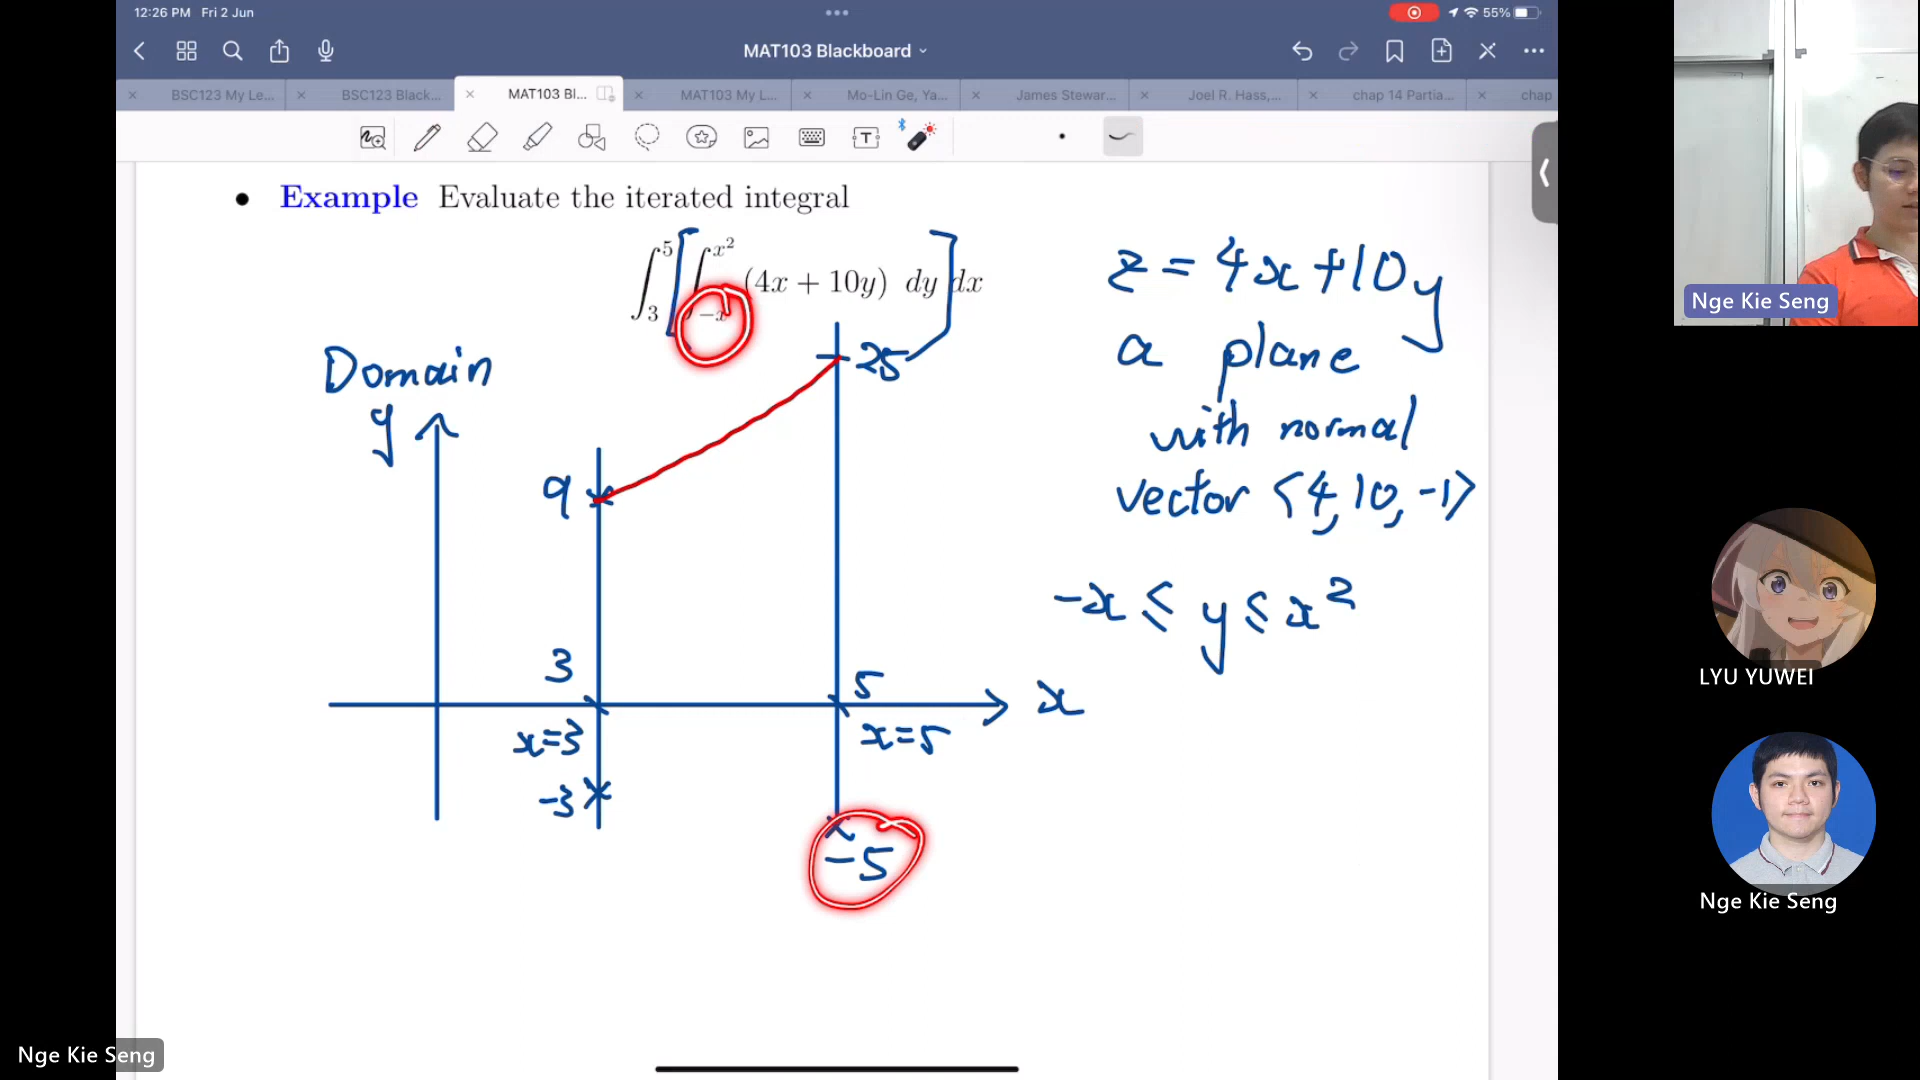 12:26 PM Fri 2 Jun
55%
MAT103 Blackboard
BSC123 My Le...
BSC123 Black...
MAT103 Bl...
MAT103 My L...
Mo-Lin Ge, Ya...
James Stewar...
Joel R. Hass,...
chap 14 Partia...
chap
• Example Evaluate the iterated integral
∫₃⁵ [∫₋ₓ^{x²} (4x + 10y) dy] dx
z = 4x + 10y
a plane
with normal
vector ⟨4, 10, -1⟩
-x ≤ y ≤ x²
Domain
y
25
9
3
5
x
x=3
x=5
-3
-5
Nge Kie Seng
LYU YUWEI
Nge Kie Seng
Nge Kie Seng